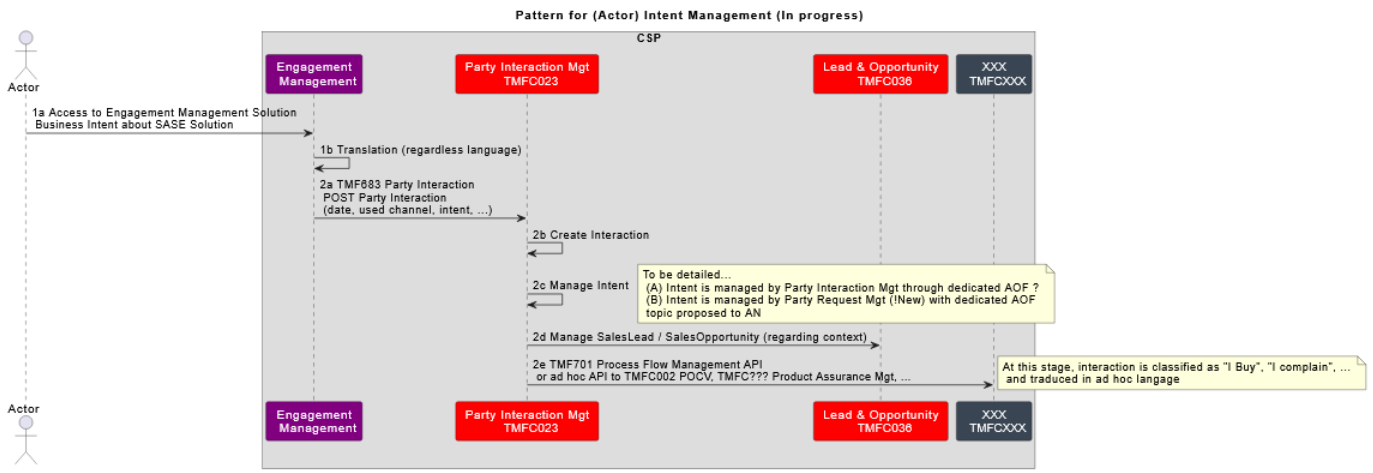 Pattern for (Actor) Intent Management (In progress)
CSP
Engagement
Management
Party Interaction Mgt
TMFC023
Lead & Opportunity
TMFC036
XXX
TMFCXXX
Actor
1a Access to Engagement Management Solution
Business Intent about SASE Solution
1b Translation (regardless language)
2a TMF683 Party Interaction
POST Party Interaction
(date, used channel, intent, ...)
2b Create Interaction
2c Manage Intent
To be detailed...
(A) Intent is managed by Party Interaction Mgt through dedicated AOF ?
(B) Intent is managed by Party Request Mgt (!New) with dedicated AOF
topic proposed to AN
2d Manage SalesLead / SalesOpportunity (regarding context)
2e TMF701 Process Flow Management API
or ad hoc API to TMFC002 POCV, TMFC??? Product Assurance Mgt, ...
At this stage, interaction is classified as "I Buy", "I complain", ...
and traduced in ad hoc langage
Actor
Engagement
Management
Party Interaction Mgt
TMFC023
Lead & Opportunity
TMFC036
XXX
TMFCXXX